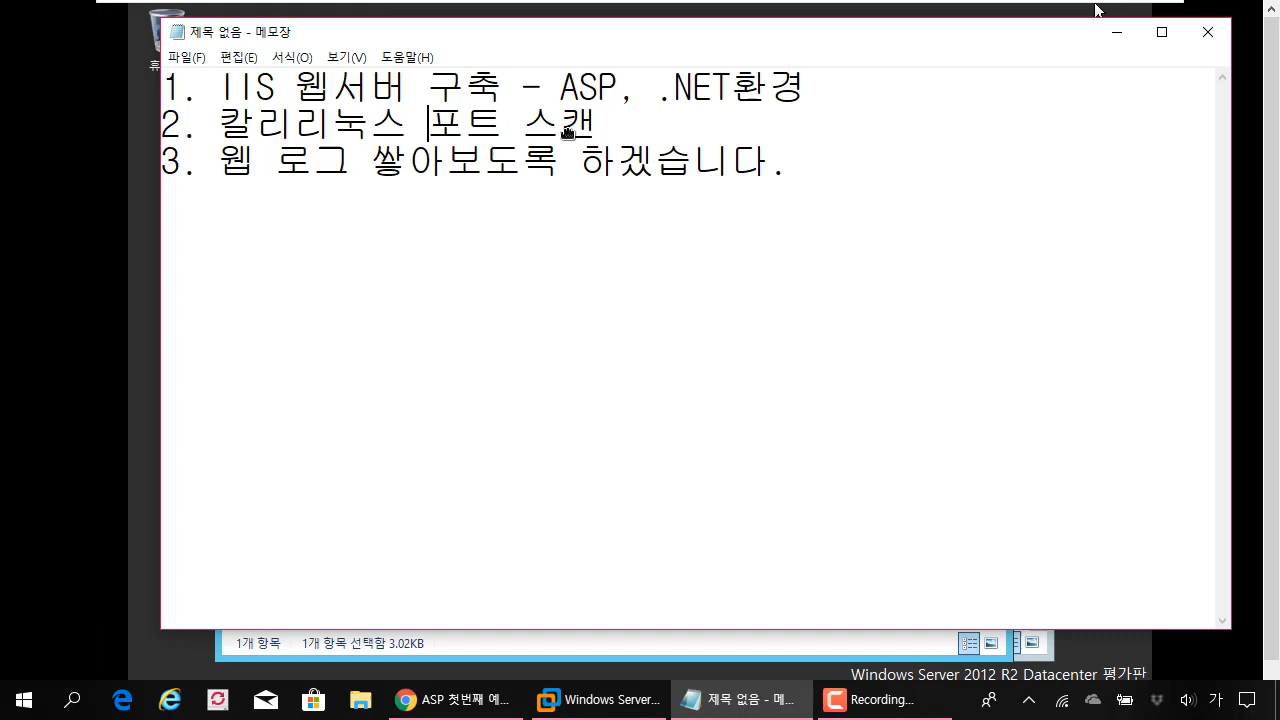 제목 없음 - 메모장
파일(F) 편집(E) 서식(O) 보기(V) 도움말(H)
1. IIS 웹서버 구축 - ASP, .NET환경
2. 칼리리눅스 포트 스캔
3. 웹 로그 쌓아보도록 하겠습니다.
1개 항목 1개 항목 선택함 3.02KB
Windows Server 2012 R2 Datacenter 평가판
ASP 첫번째 예... Windows Server... 제목 없음 - 메... Recording... 가